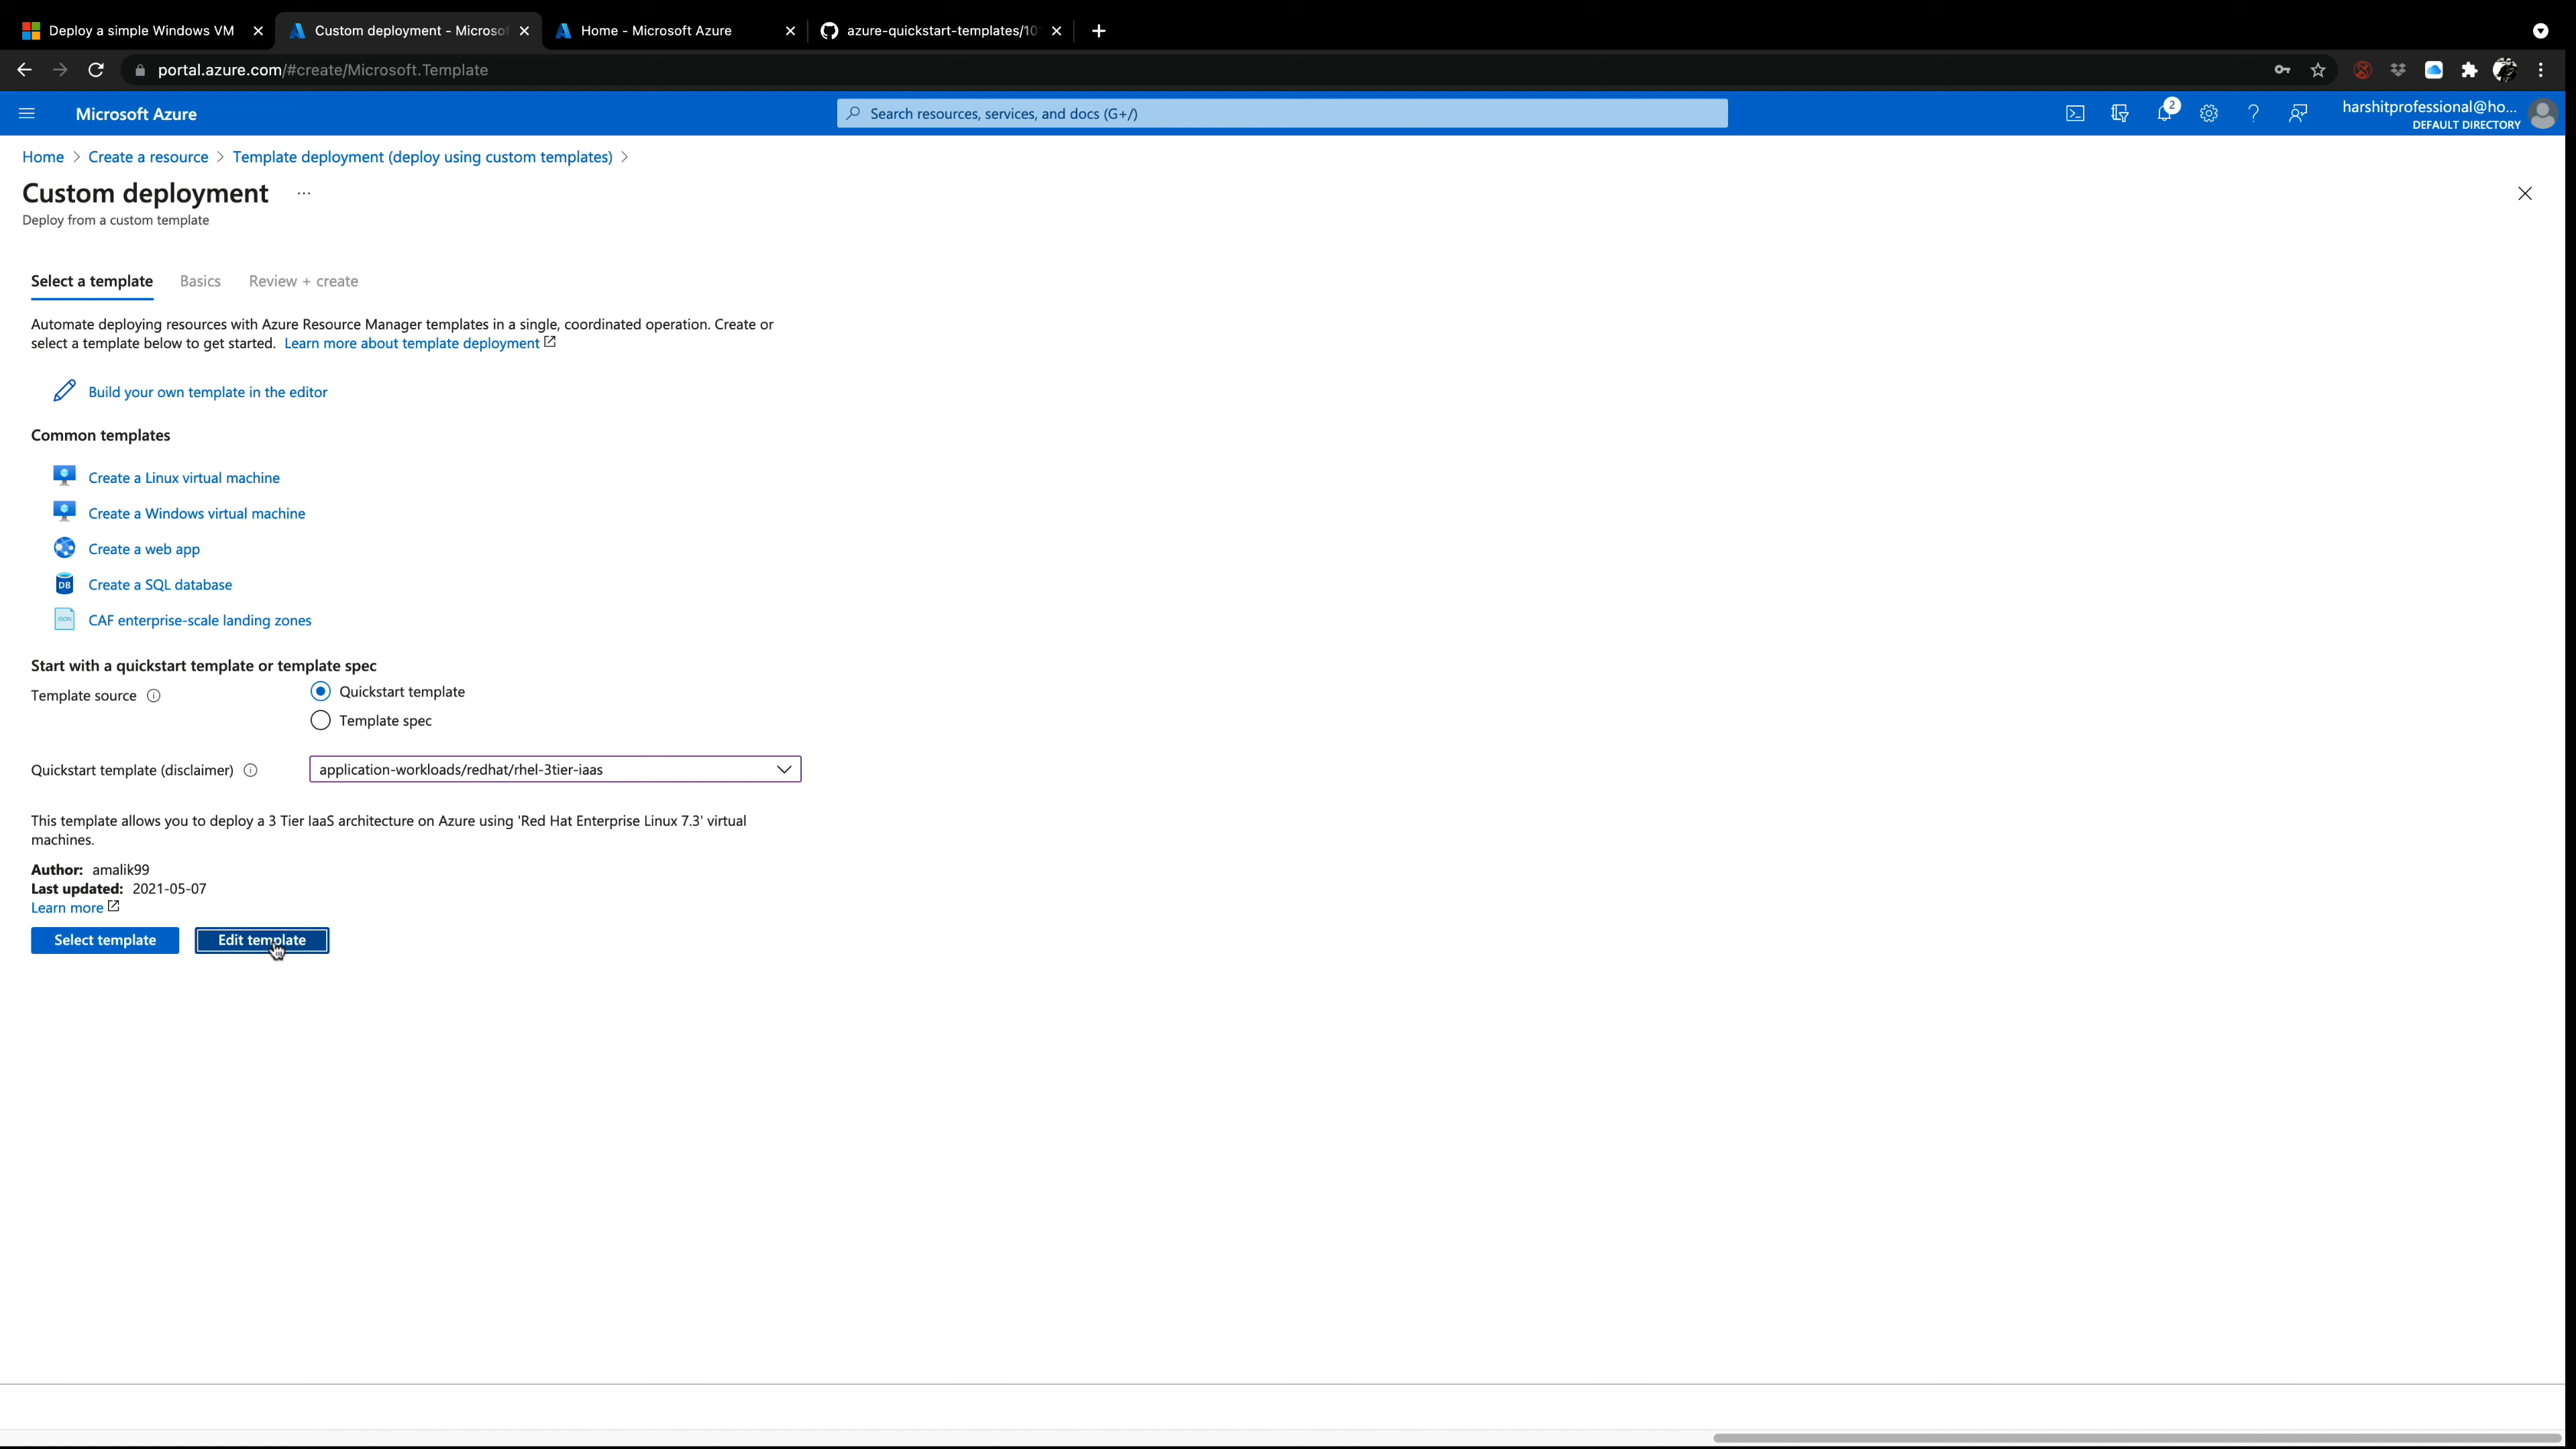 Deploy a simple Windows VM
Custom deployment - Microsof
Home - Microsoft Azure
azure-quickstart-templates/10
portal.azure.com/#create/Microsoft.Template
Microsoft Azure
Search resources, services, and docs (G+/)
2
harshitprofessional@ho...
DEFAULT DIRECTORY
Home > Create a resource > Template deployment (deploy using custom templates) >
Custom deployment ...
Deploy from a custom template
Select a template Basics Review + create
Automate deploying resources with Azure Resource Manager templates in a single, coordinated operation. Create or
select a template below to get started. Learn more about template deployment
Build your own template in the editor
Common templates
Create a Linux virtual machine
Create a Windows virtual machine
Create a web app
DB Create a SQL database
JSON CAF enterprise-scale landing zones
Start with a quickstart template or template spec
Template source
Quickstart template
Template spec
Quickstart template (disclaimer)
application-workloads/redhat/rhel-3tier-iaas
This template allows you to deploy a 3 Tier IaaS architecture on Azure using 'Red Hat Enterprise Linux 7.3' virtual
machines.
Author: amalik99
Last updated: 2021-05-07
Learn more
Select template Edit template